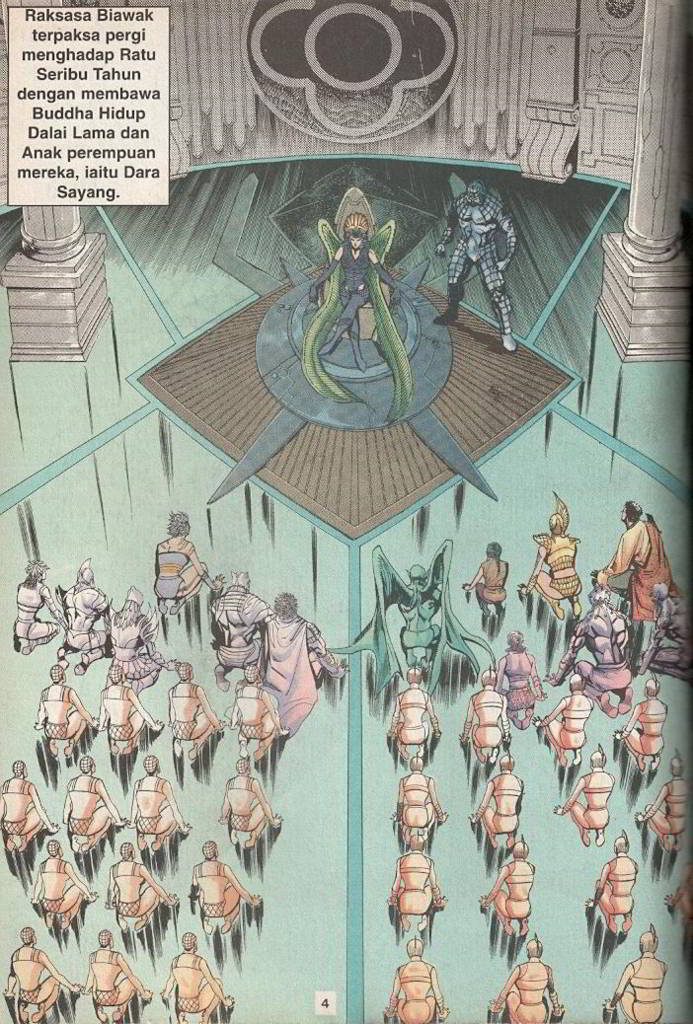 Raksasa Biawak
terpaksa pergi
menghadap Ratu
Seribu Tahun
dengan membawa
Buddha Hidup
Dalai Lama dan
Anak perempuan
mereka, iaitu Dara
Sayang.
4